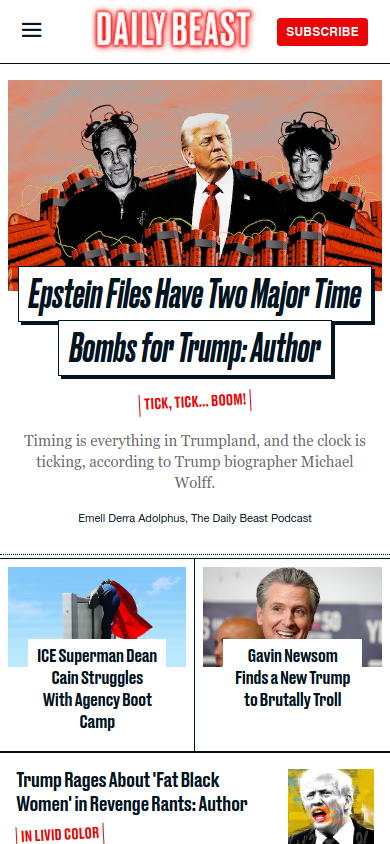 DAILY BEAST
SUBSCRIBE
Epstein Files Have Two Major Time
Bombs for Trump: Author
TICK, TICK... BOOM!
Timing is everything in Trumpland, and the clock is
ticking, according to Trump biographer Michael
Wolff.
Emell Derra Adolphus, The Daily Beast Podcast
ICE Superman Dean
Cain Struggles
With Agency Boot
Camp
Gavin Newsom
Finds a New Trump
to Brutally Troll
Trump Rages About 'Fat Black
Women' in Revenge Rants: Author
IN LIVID COLOR